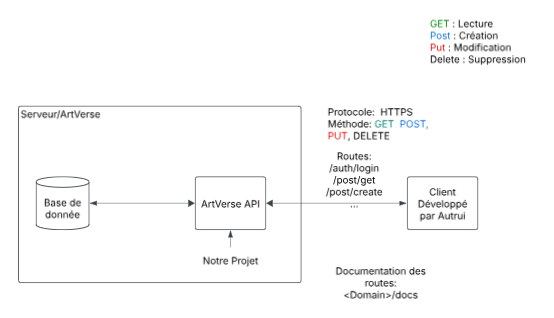 GET : Lecture
Post : Création
Put : Modification
Delete : Suppression
Serveur/ArtVerse
Protocole: HTTPS
Méthode: GET POST,
PUT, DELETE
Routes:
/auth/login
/post/get
/post/create
...
Base de
donnée
ArtVerse API
Client
Développé
par Autrui
Notre Projet
Documentation des
routes:
<Domain>/docs